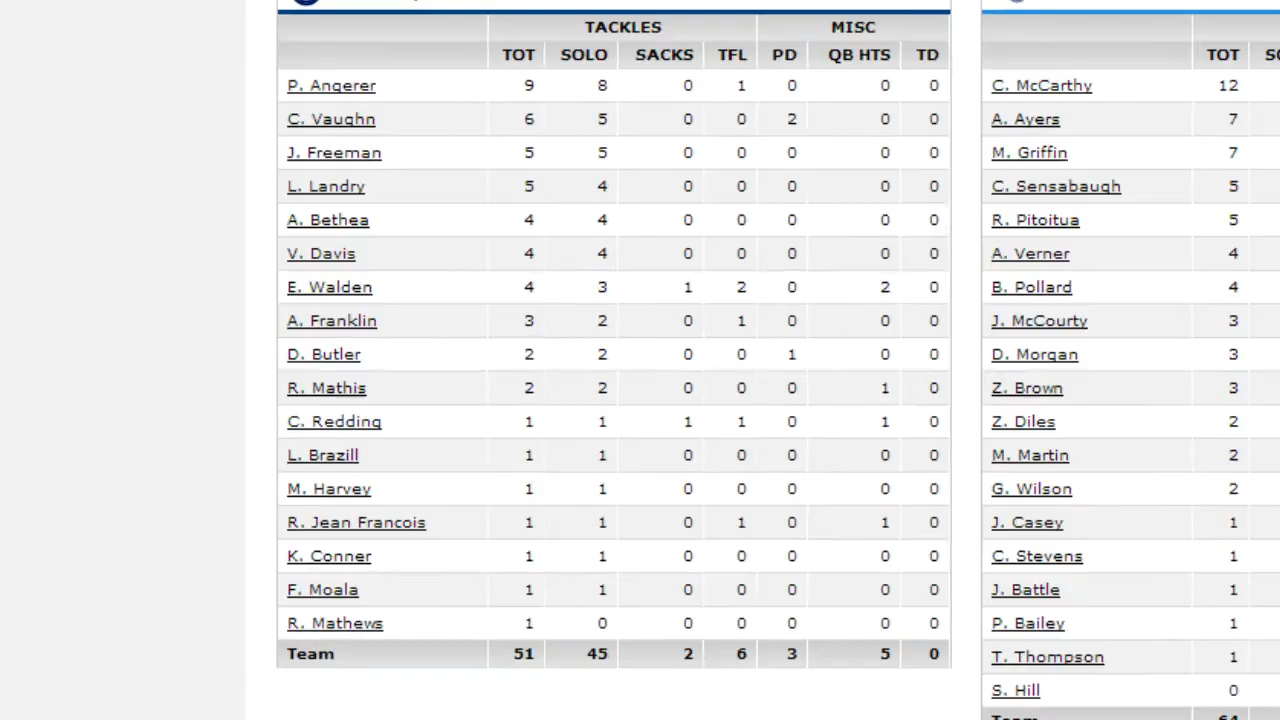 TACKLES MISC
TOT SOLO SACKS TFL PD QB HTS TD
P. Angerer 9 8 0 1 0 0 0
C. Vaughn 6 5 0 0 2 0 0
J. Freeman 5 5 0 0 0 0 0
L. Landry 5 4 0 0 0 0 0
A. Bethea 4 4 0 0 0 0 0
V. Davis 4 4 0 0 0 0 0
E. Walden 4 3 1 2 0 2 0
A. Franklin 3 2 0 1 0 0 0
D. Butler 2 2 0 0 1 0 0
R. Mathis 2 2 0 0 0 1 0
C. Redding 1 1 1 1 0 1 0
L. Brazill 1 1 0 0 0 0 0
M. Harvey 1 1 0 0 0 0 0
R. Jean Francois 1 1 0 1 0 1 0
K. Conner 1 1 0 0 0 0 0
F. Moala 1 1 0 0 0 0 0
R. Mathews 1 0 0 0 0 0 0
Team 51 45 2 6 3 5 0
TOT
C. McCarthy 12
A. Ayers 7
M. Griffin 7
C. Sensabaugh 5
R. Pitoitua 5
A. Verner 4
B. Pollard 4
J. McCourty 3
D. Morgan 3
Z. Brown 3
Z. Diles 2
M. Martin 2
G. Wilson 2
J. Casey 1
C. Stevens 1
J. Battle 1
P. Bailey 1
T. Thompson 1
S. Hill 0
Team 64